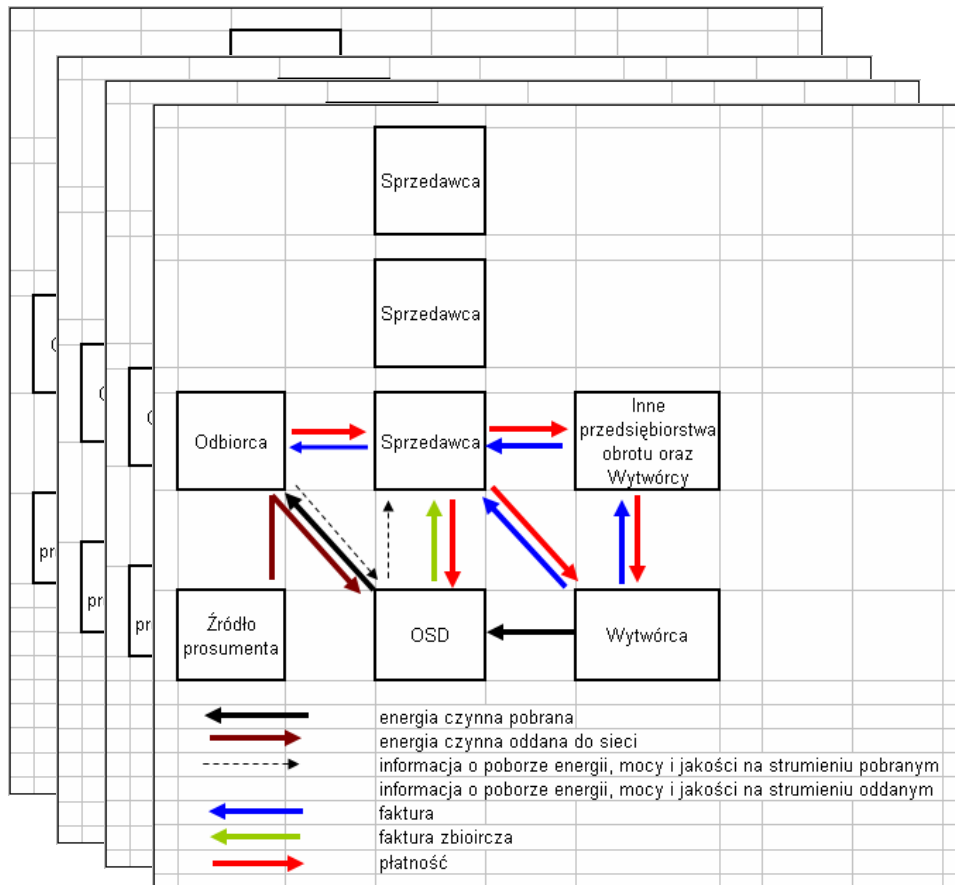 Sprzedawca
Sprzedawca
Odbiorca
Sprzedawca
Inne
przedsiębiorstwa
obrotu oraz
Wytwórcy
Źródło
prosumenta
OSD
Wytwórca
energia czynna pobrana
energia czynna oddana do sieci
informacja o poborze energii, mocy i jakości na strumieniu pobranym
informacja o poborze energii, mocy i jakości na strumieniu oddanym
faktura
faktura zbioircza
płatność